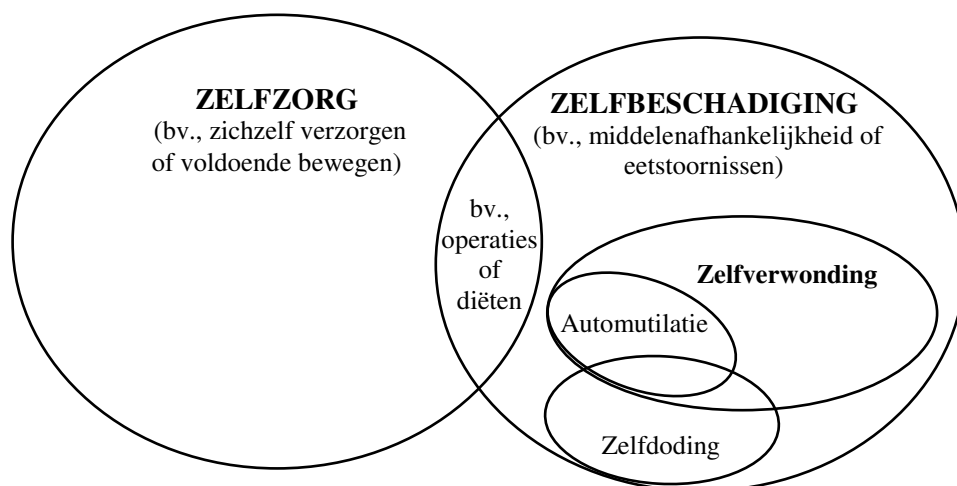 ZELFZORG
(bv., zichzelf verzorgen
of voldoende bewegen)
bv.,
operaties
of
diëten
ZELFBESCHADIGING
(bv., middelenafhankelijkheid of
eetstoornissen)
Zelfverwonding
Automutilatie
Zelfdoding